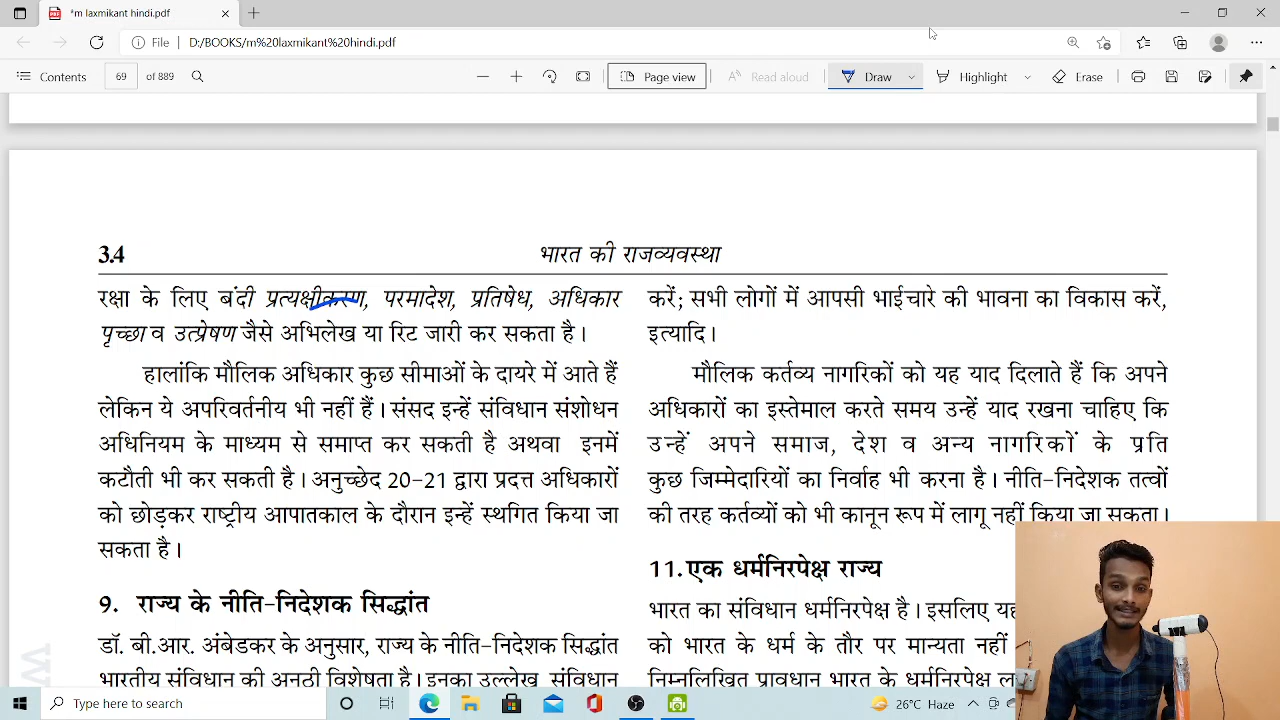 *m laxmikant hindi.pdf
File D:/BOOKS/m%20laxmikant%20hindi.pdf
Contents 69 of 889 Page view Read aloud Draw Highlight Erase
3.4 भारत की राजव्यवस्था
रक्षा के लिए बंदी प्रत्यक्षीकरण, परमादेश, प्रतिषेध, अधिकार
पृच्छा व उत्प्रेषण जैसे अभिलेख या रिट जारी कर सकता है।
हालांकि मौलिक अधिकार कुछ सीमाओं के दायरे में आते हैं
लेकिन ये अपरिवर्तनीय भी नहीं हैं। संसद इन्हें संविधान संशोधन
अधिनियम के माध्यम से समाप्त कर सकती है अथवा इनमें
कटौती भी कर सकती है। अनुच्छेद 20-21 द्वारा प्रदत्त अधिकारों
को छोड़कर राष्ट्रीय आपातकाल के दौरान इन्हें स्थगित किया जा
सकता है।
9. राज्य के नीति-निदेशक सिद्धांत
डॉ. बी.आर. अंबेडकर के अनुसार, राज्य के नीति-निदेशक सिद्धांत
भारतीय संविधान की अनूठी विशेषता है। इनका उल्लेख संविधान
करें; सभी लोगों में आपसी भाईचारे की भावना का विकास करें,
इत्यादि।
मौलिक कर्तव्य नागरिकों को यह याद दिलाते हैं कि अपने
अधिकारों का इस्तेमाल करते समय उन्हें याद रखना चाहिए कि
उन्हें अपने समाज, देश व अन्य नागरिकों के प्रति
कुछ जिम्मेदारियों का निर्वाह भी करना है। नीति-निदेशक तत्वों
की तरह कर्तव्यों को भी कानून रूप में लागू नहीं किया जा सकता।
11. एक धर्मनिरपेक्ष राज्य
भारत का संविधान धर्मनिरपेक्ष है। इसलिए यह
को भारत के धर्म के तौर पर मान्यता नहीं
निम्नलिखित प्रावधान भारत के धर्मनिरपेक्ष
W
Type here to search 26°C Haze